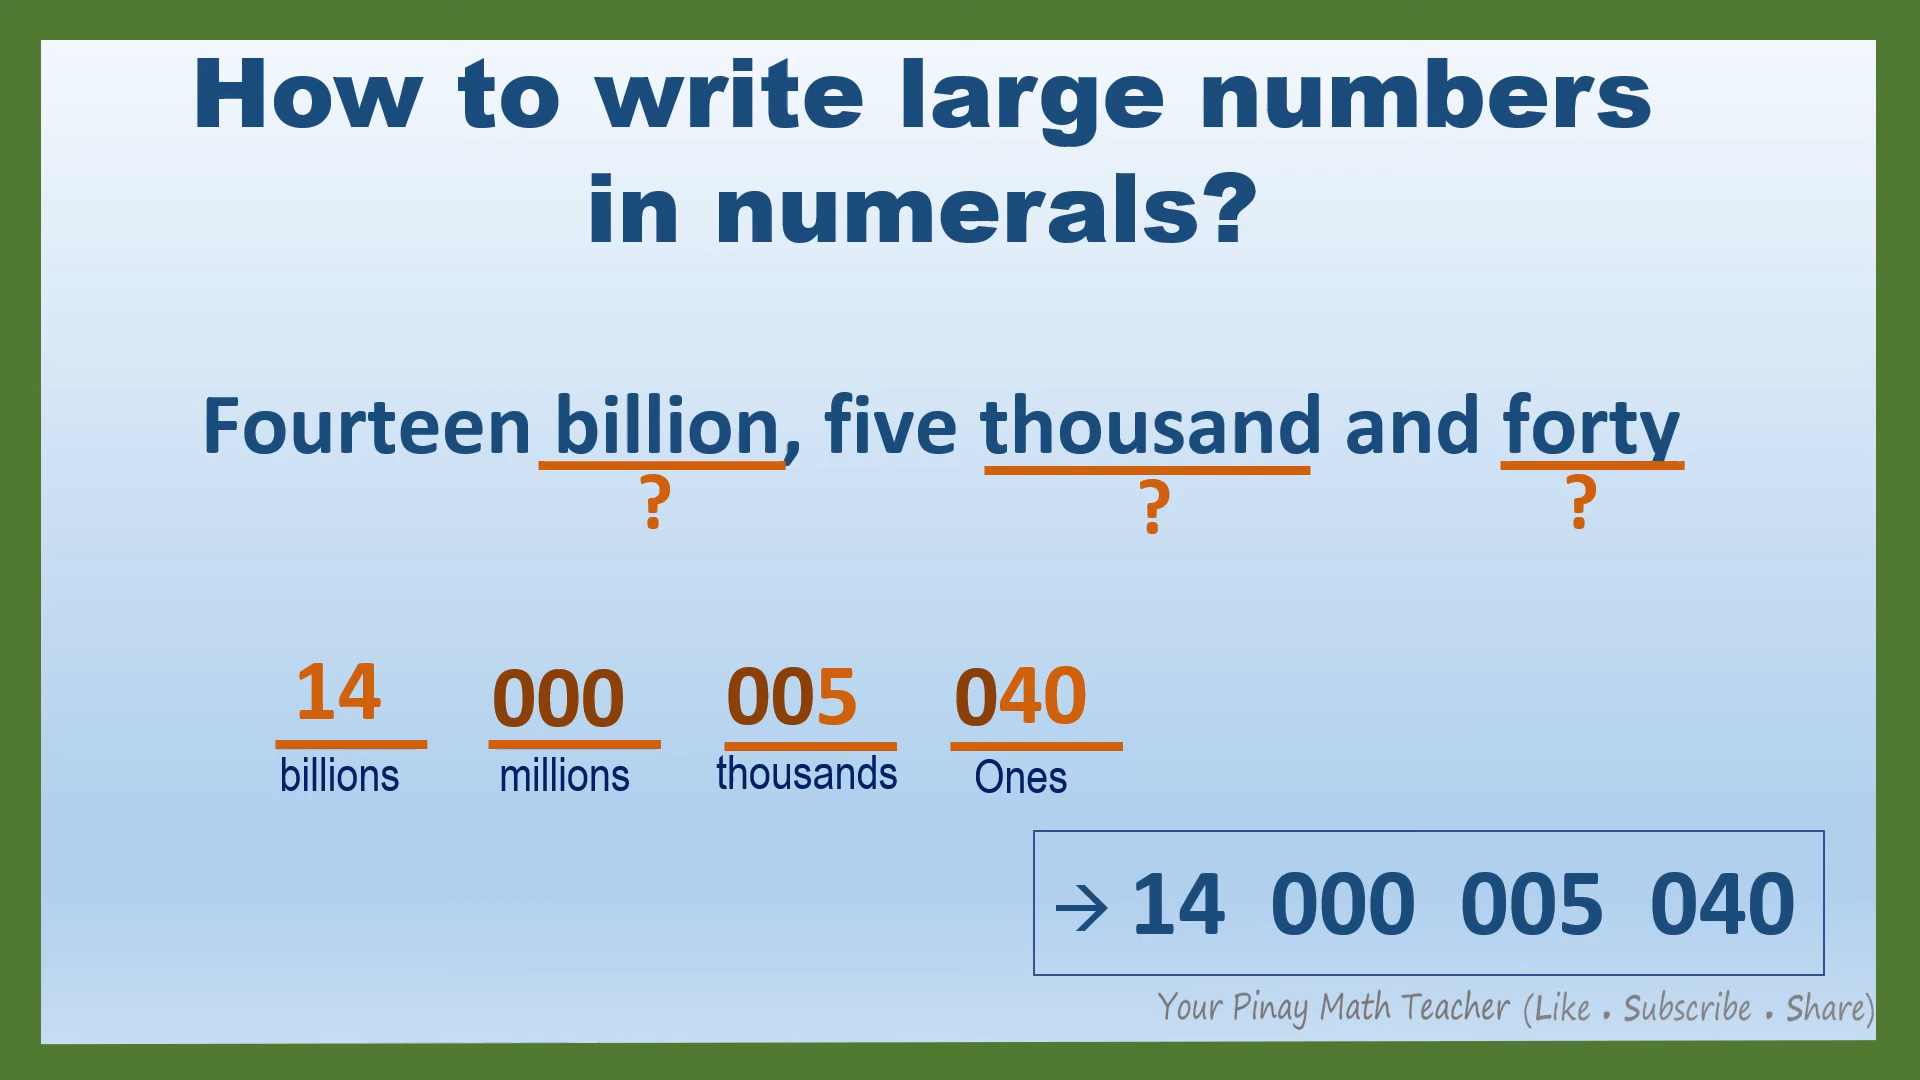 How to write large numbers
in numerals?
Fourteen billion, five thousand and forty
? ? ?
14 000 005 040
billions millions thousands Ones
→ 14 000 005 040
Your Pinay Math Teacher (Like . Subscribe . Share)